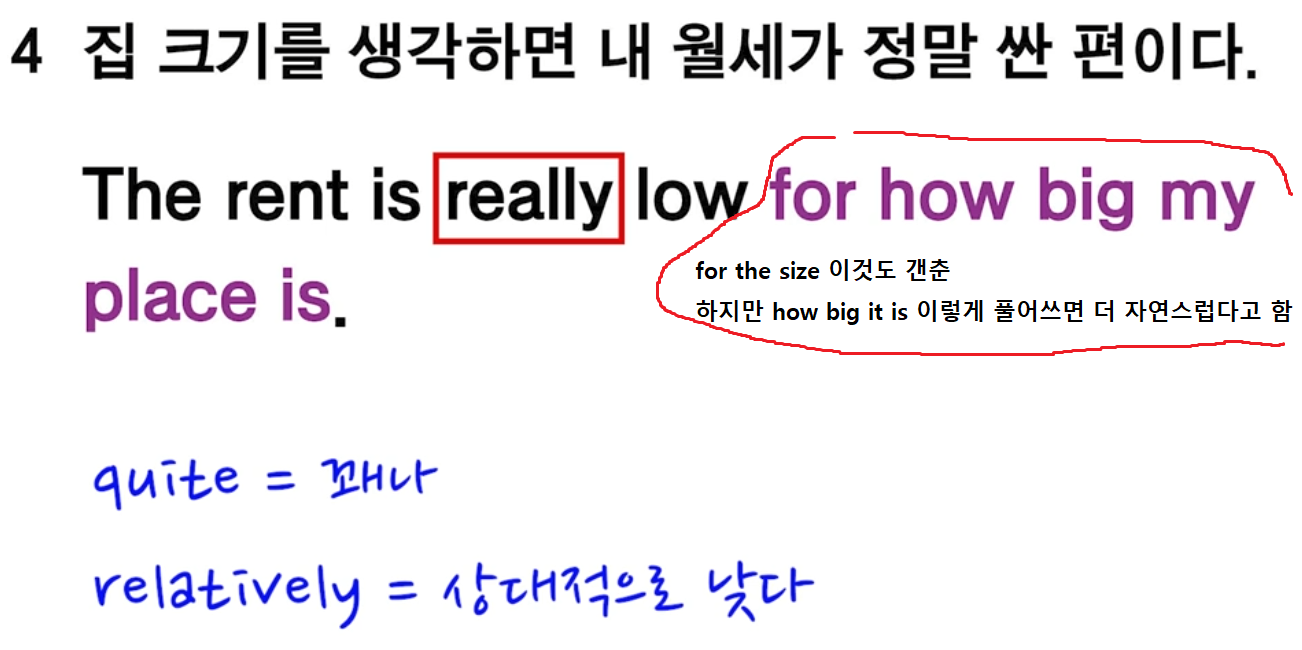 4 집 크기를 생각하면 내 월세가 정말 싼 편이다.
The rent is really low for how big my
place is.
for the size 이것도 갠춘
하지만 how big it is 이렇게 풀어쓰면 더 자연스럽다고 함
quite = 꽤나
relatively = 상대적으로 낮다